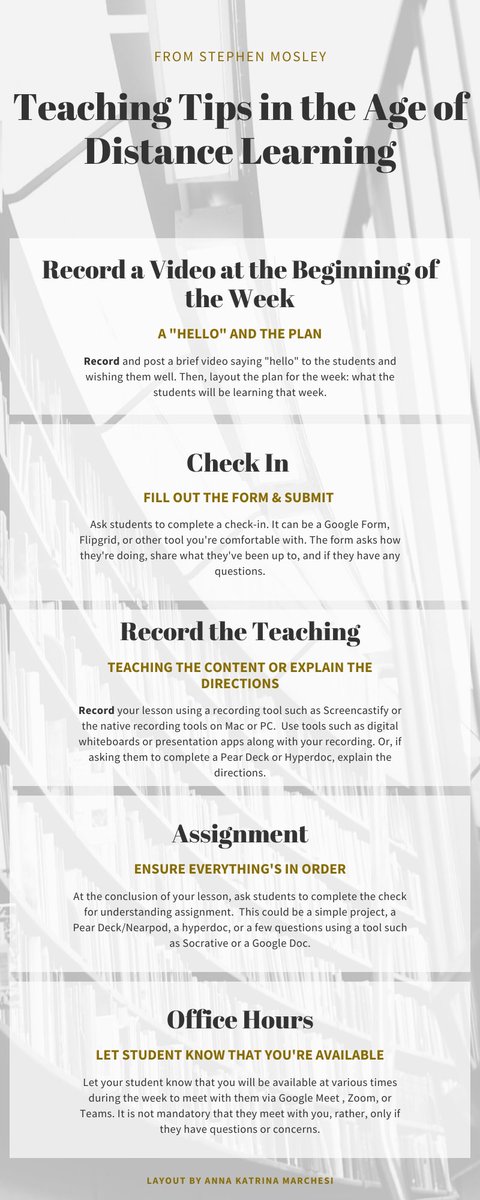 FROM STEPHEN MOSLEY
Teaching Tips in the Age of
Distance Learning
Record a Video at the Beginning of
the Week
A "HELLO" AND THE PLAN
Record and post a brief video saying "hello" to the students and
wishing them well. Then, layout the plan for the week: what the
students will be learning that week.
Check In
FILL OUT THE FORM & SUBMIT
Ask students to complete a check-in. It can be a Google Form,
Flipgrid, or other tool you're comfortable with. The form asks how
they're doing, share what they've been up to, and if they have any
questions.
Record the Teaching
TEACHING THE CONTENT OR EXPLAIN THE
DIRECTIONS
Record your lesson using a recording tool such as Screencastify or
the native recording tools on Mac or PC.  Use tools such as digital
whiteboards or presentation apps along with your recording. Or, if
asking them to complete a Pear Deck or Hyperdoc, explain the
directions.
Assignment
ENSURE EVERYTHING'S IN ORDER
At the conclusion of your lesson, ask students to complete the check
for understanding assignment.  This could be a simple project, a
Pear Deck/Nearpod, a hyperdoc, or a few questions using a tool such
as Socrative or a Google Doc.
Office Hours
LET STUDENT KNOW THAT YOU'RE AVAILABLE
Let your student know that you will be available at various times
during the week to meet with them via Google Meet , Zoom, or
Teams. It is not mandatory that they meet with you, rather, only if
they have questions or concerns.
LAYOUT BY ANNA KATRINA MARCHESI